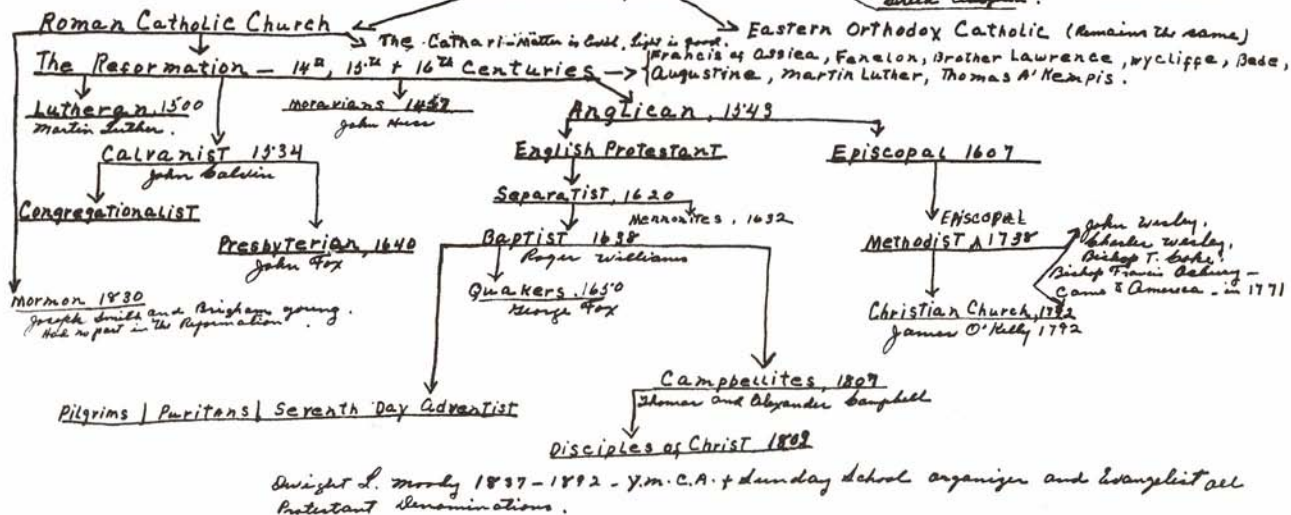 Roman Catholic Church
Eastern Orthodox Catholic (Remains the same)
The Cathari - Matter is evil, light is good.
The Reformation - 14th, 15th + 16th Centuries
Francis of Assiea, Fenelon, Brother Lawrence, Wycliffe, Bede,
Augustine, Martin Luther, Thomas A' Kempis.
Lutheran, 1500
Martin Luther.
Moravians 1457
John Huss
Anglican, 1543
Calvanist 1534
John Calvin
English Protestant
Episcopal 1607
Congregationalist
Separatist, 1620
Mennonites, 1632
Presbyterian, 1640
John Fox
Baptist 1638
Roger Williams
Episcopal
Methodist 1738
John Wesley,
Charles Wesley,
Bishop T. Coke,
Bishop Francis Asbury -
Came to America - in 1771
Quakers, 1650
George Fox
Mormon 1830
Joseph Smith and Brigham Young.
Had no part in the Reformation.
Christian Church, 1792
James O'Kelly 1792
Campbellites, 1807
Thomas and Alexander Campbell
Pilgrims | Puritans | Seventh Day Adventist
Disciples of Christ 1809
Dwight L. Moody 1837-1892 - Y.M.C.A. + Sunday School organizer and Evangelist all
Protestant Denominations.